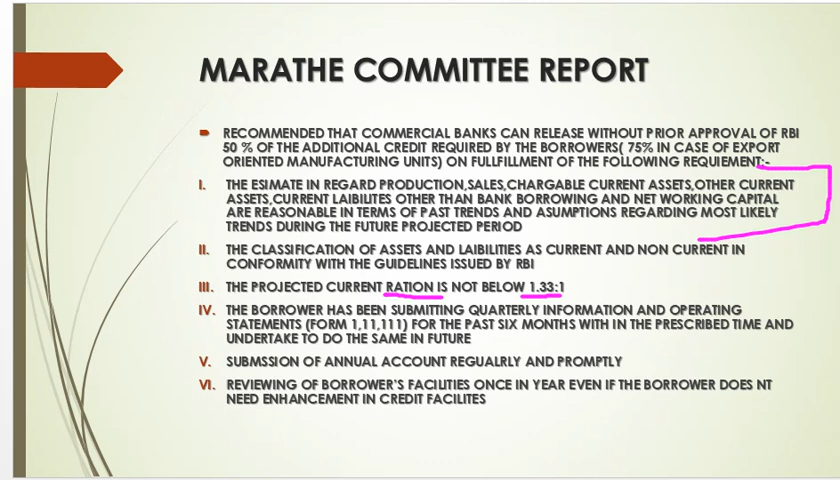 MARATHE COMMITTEE REPORT
RECOMMENDED THAT COMMERCIAL BANKS CAN RELEASE WITHOUT PRIOR APPROVAL OF RBI
50 % OF THE ADDITIONAL CREDIT REQUIRED BY THE BORROWERS( 75% IN CASE OF EXPORT
ORIENTED MANUFACTURING UNITS) ON FULLFILLMENT OF THE FOLLOWING REQUIEMENT:-
I. THE ESIMATE IN REGARD PRODUCTION,SALES,CHARGABLE CURRENT ASSETS,OTHER CURRENT
ASSETS,CURRENT LAIBILITES OTHER THAN BANK BORROWING AND NET WORKING CAPITAL
ARE REASONABLE IN TERMS OF PAST TRENDS AND ASUMPTIONS REGARDING MOST LIKELY
TRENDS DURING THE FUTURE PROJECTED PERIOD
II. THE CLASSIFICATION OF ASSETS AND LAIBILITIES AS CURRENT AND NON CURRENT IN
CONFORMITY WITH THE GUIDELINES ISSUED BY RBI
III. THE PROJECTED CURRENT RATION IS NOT BELOW 1.33:1
IV. THE BORROWER HAS BEEN SUBMITTING QUARTERLY INFORMATION AND OPERATING
STATEMENTS (FORM 1,11,111) FOR THE PAST SIX MONTHS WITH IN THE PRESCRIBED TIME AND
UNDERTAKE TO DO THE SAME IN FUTURE
V. SUBMSSION OF ANNUAL ACCOUNT REGUALRLY AND PROMPTLY
VI. REVIEWING OF BORROWER'S FACILITIES ONCE IN YEAR EVEN IF THE BORROWER DOES NT
NEED ENHANCEMENT IN CREDIT FACILITES